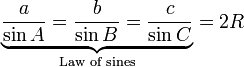 a/sin A = b/sin B = c/sin C = 2R
Law of sines